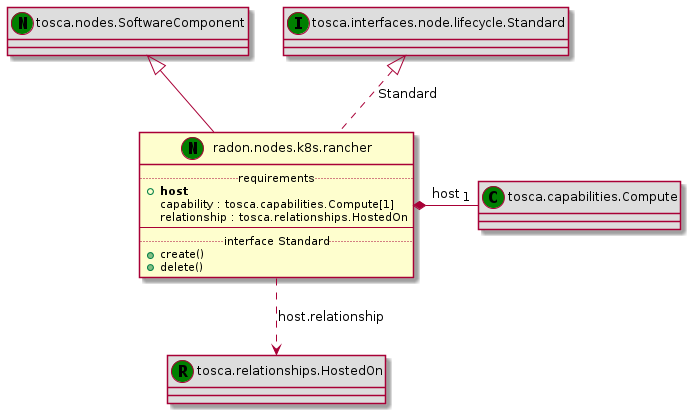 N tosca.nodes.SoftwareComponent
I tosca.interfaces.node.lifecycle.Standard
Standard
N radon.nodes.k8s.rancher
requirements
host
capability : tosca.capabilities.Compute[1]
relationship : tosca.relationships.HostedOn
interface Standard
create()
delete()
host 1
C tosca.capabilities.Compute
host.relationship
R tosca.relationships.HostedOn